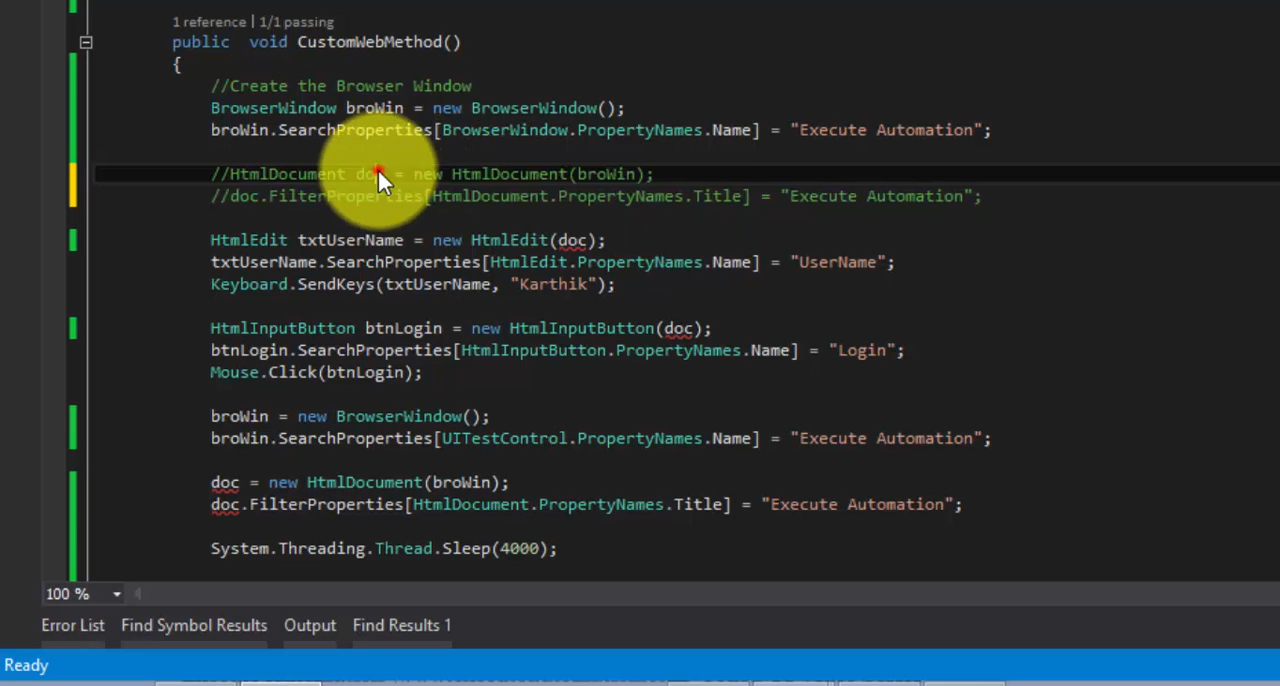 1 reference | 1/1 passing
public void CustomWebMethod()
{
//Create the Browser Window
BrowserWindow broWin = new BrowserWindow();
broWin.SearchProperties[BrowserWindow.PropertyNames.Name] = "Execute Automation";
//HtmlDocument doc = new HtmlDocument(broWin);
//doc.FilterProperties[HtmlDocument.PropertyNames.Title] = "Execute Automation";
HtmlEdit txtUserName = new HtmlEdit(doc);
txtUserName.SearchProperties[HtmlEdit.PropertyNames.Name] = "UserName";
Keyboard.SendKeys(txtUserName, "Karthik");
HtmlInputButton btnLogin = new HtmlInputButton(doc);
btnLogin.SearchProperties[HtmlInputButton.PropertyNames.Name] = "Login";
Mouse.Click(btnLogin);
broWin = new BrowserWindow();
broWin.SearchProperties[UITestControl.PropertyNames.Name] = "Execute Automation";
doc = new HtmlDocument(broWin);
doc.FilterProperties[HtmlDocument.PropertyNames.Title] = "Execute Automation";
System.Threading.Thread.Sleep(4000);
100 %
Error List Find Symbol Results Output Find Results 1
Ready